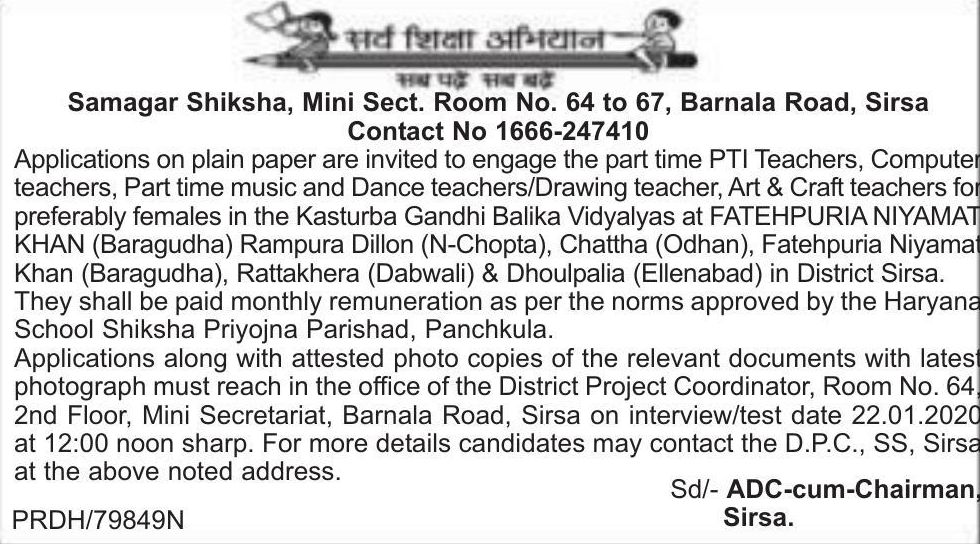 सर्व शिक्षा अभियान
सब पढ़ें सब बढ़ें
Samagar Shiksha, Mini Sect. Room No. 64 to 67, Barnala Road, Sirsa
Contact No 1666-247410
Applications on plain paper are invited to engage the part time PTI Teachers, Computer
teachers, Part time music and Dance teachers/Drawing teacher, Art & Craft teachers for
preferably females in the Kasturba Gandhi Balika Vidyalyas at FATEHPURIA NIYAMAT
KHAN (Baragudha) Rampura Dillon (N-Chopta), Chattha (Odhan), Fatehpuria Niyamat
Khan (Baragudha), Rattakhera (Dabwali) & Dhoulpalia (Ellenabad) in District Sirsa.
They shall be paid monthly remuneration as per the norms approved by the Haryana
School Shiksha Priyojna Parishad, Panchkula.
Applications along with attested photo copies of the relevant documents with latest
photograph must reach in the office of the District Project Coordinator, Room No. 64,
2nd Floor, Mini Secretariat, Barnala Road, Sirsa on interview/test date 22.01.2020
at 12:00 noon sharp. For more details candidates may contact the D.P.C., SS, Sirsa
at the above noted address.
Sd/- ADC-cum-Chairman,
PRDH/79849N Sirsa.